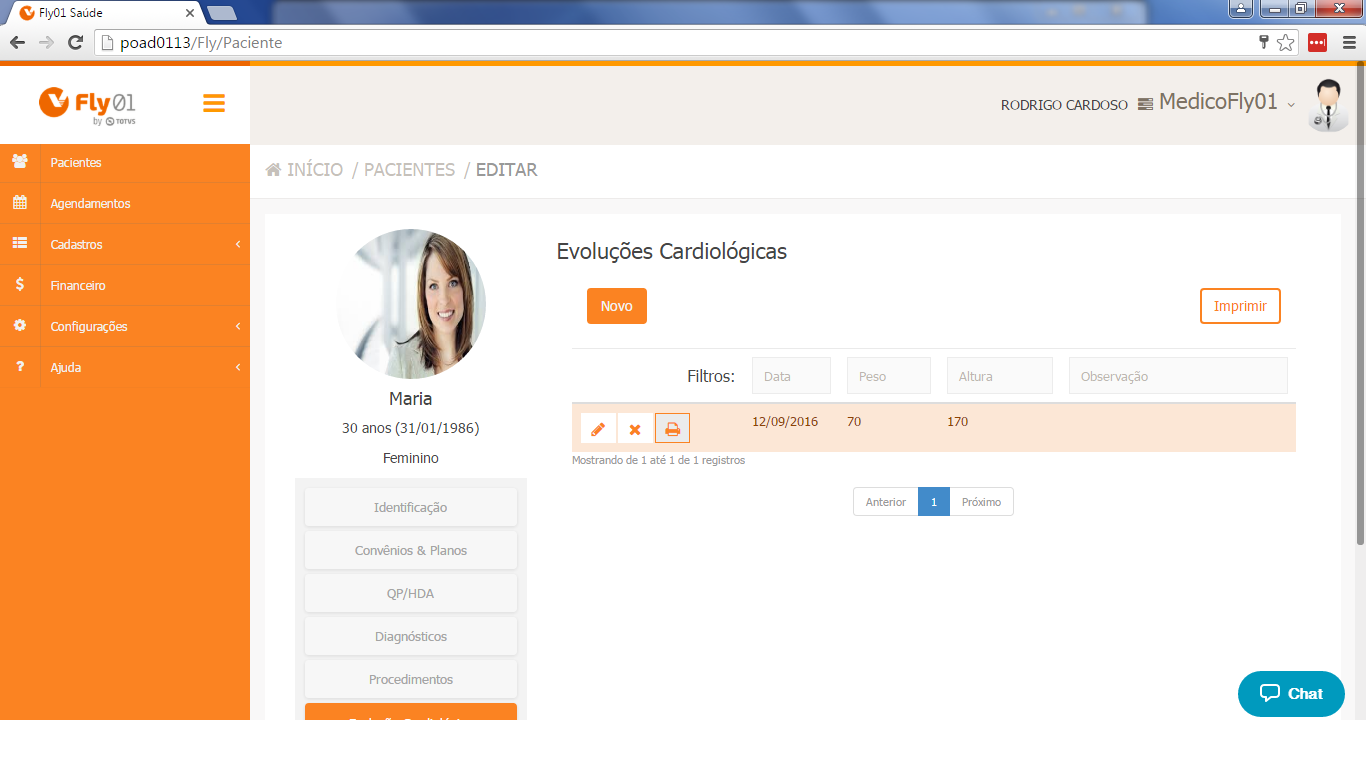 Fly01 Saúde
poad0113/Fly/Paciente
Fly01
by TOTVS
RODRIGO CARDOSO MedicoFly01
Pacientes
Agendamentos
Cadastros
Financeiro
Configurações
Ajuda
INÍCIO / PACIENTES / EDITAR
Maria
30 anos (31/01/1986)
Feminino
Identificação
Convênios & Planos
QP/HDA
Diagnósticos
Procedimentos
Evoluções Cardiológicas
Novo
Imprimir
Filtros: Data Peso Altura Observação
12/09/2016 70 170
Mostrando de 1 até 1 de 1 registros
Anterior 1 Próximo
Chat